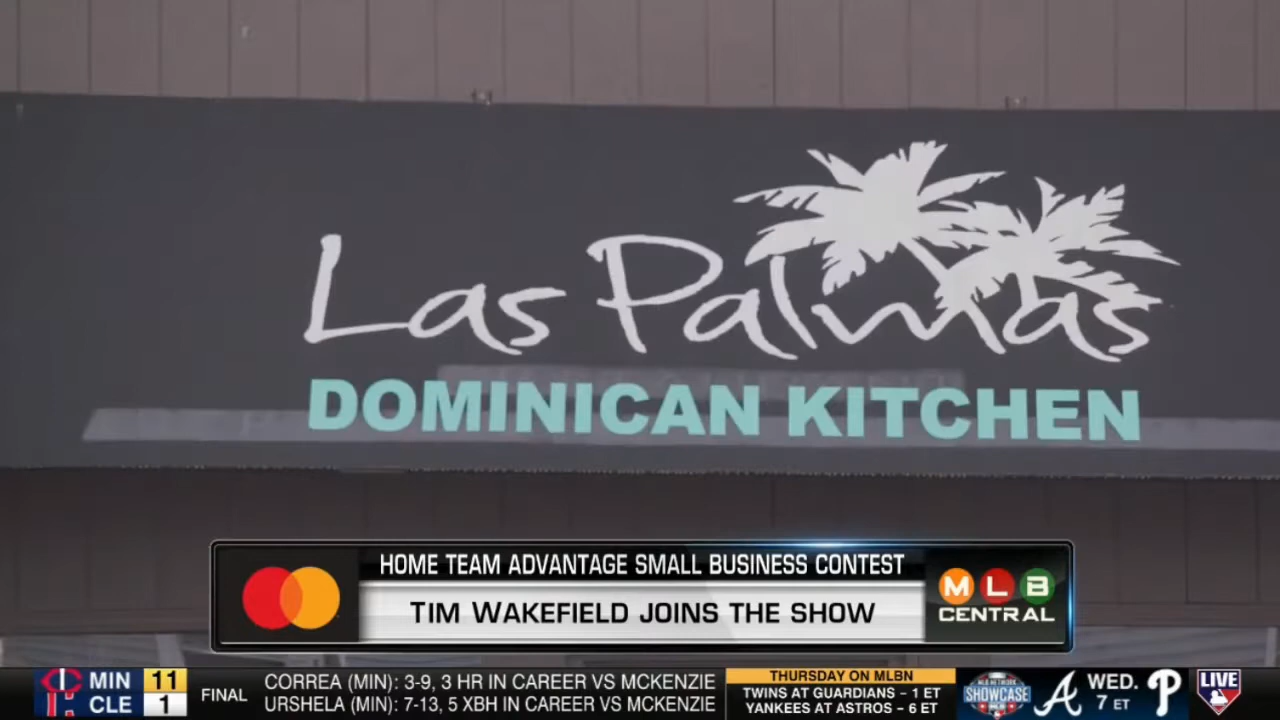 Las Palmas
DOMINICAN KITCHEN
HOME TEAM ADVANTAGE SMALL BUSINESS CONTEST
TIM WAKEFIELD JOINS THE SHOW
MLB
CENTRAL
MIN 11
CLE 1
FINAL
CORREA (MIN): 3-9, 3 HR IN CAREER VS MCKENZIE
URSHELA (MIN): 7-13, 5 XBH IN CAREER VS MCKENZIE
THURSDAY ON MLBN
TWINS AT GUARDIANS - 1 ET
YANKEES AT ASTROS - 6 ET
MLB NETWORK
SHOWCASE
A WED. P
7 ET
LIVE